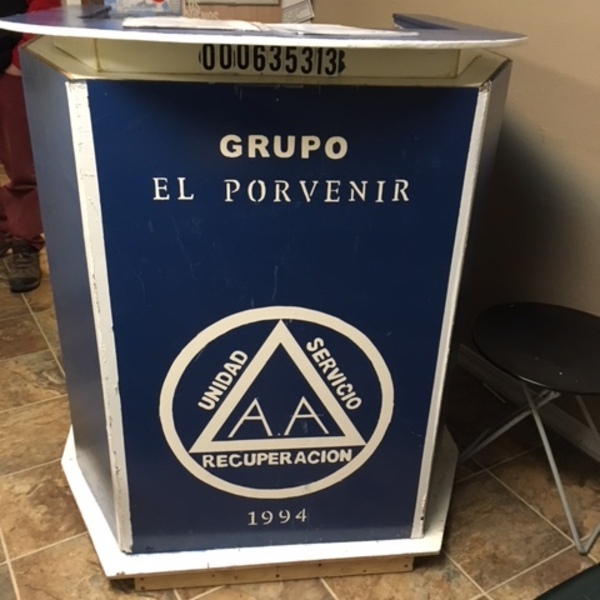 000635313
GRUPO
EL PORVENIR
UNIDAD
SERVICIO
A.A
RECUPERACION
1994